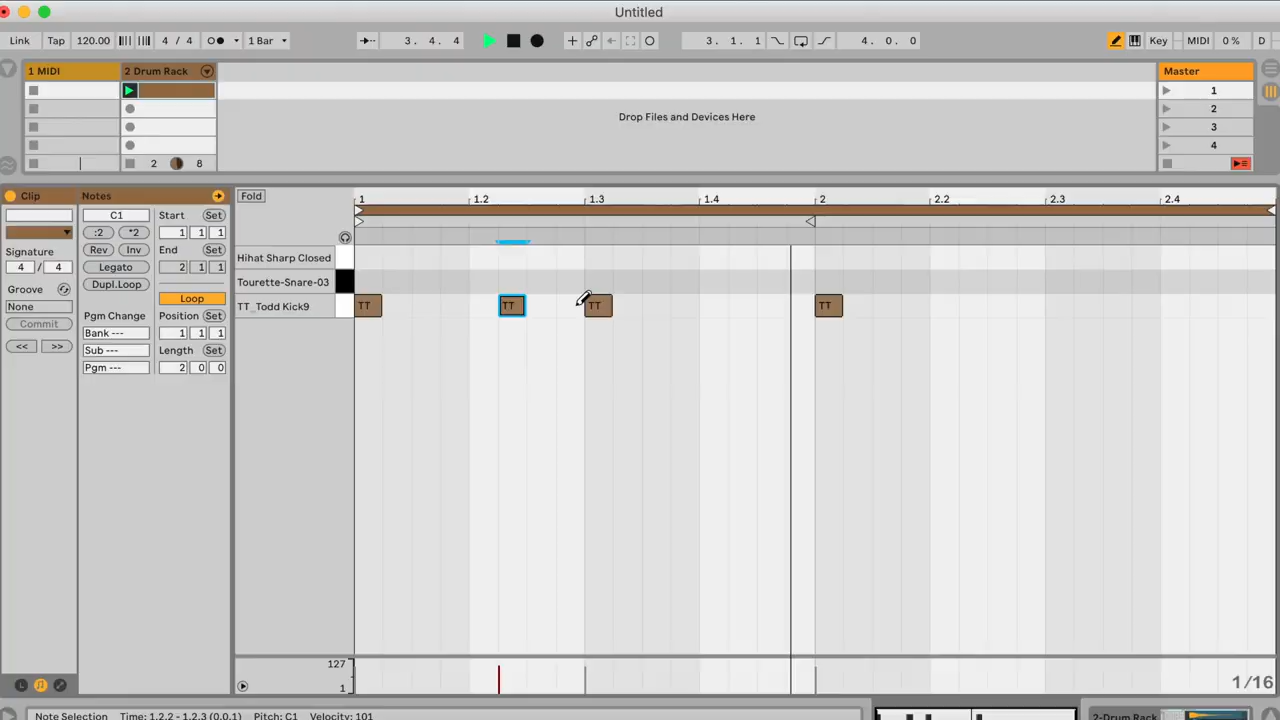 Untitled
Link Tap 120.00 4 / 4 1 Bar 3. 4. 4 3. 1. 1 4. 0. 0 Key MIDI 0 % D
1 MIDI 2 Drum Rack Master
1
Drop Files and Devices Here
2
3
4
2 8
Clip Notes Fold 1 1.2 1.3 1.4 2 2.2 2.3 2.4
C1 Start Set
:2 *2 1 1 1
Signature Rev Inv End Set
4 / 4 Legato 2 1 1
Groove Dupl.Loop
None Loop
Commit Pgm Change Position Set
Bank --- 1 1 1
<< >> Sub --- Length Set
Pgm --- 2 0 0
Hihat Sharp Closed
Tourette-Snare-03
TT_Todd Kick9 TT TT TT TT
127
1 1/16
Note Selection Time: 1.2.2 - 1.2.3 (0.0.1) Pitch: C1 Velocity: 101 2-Drum Rack